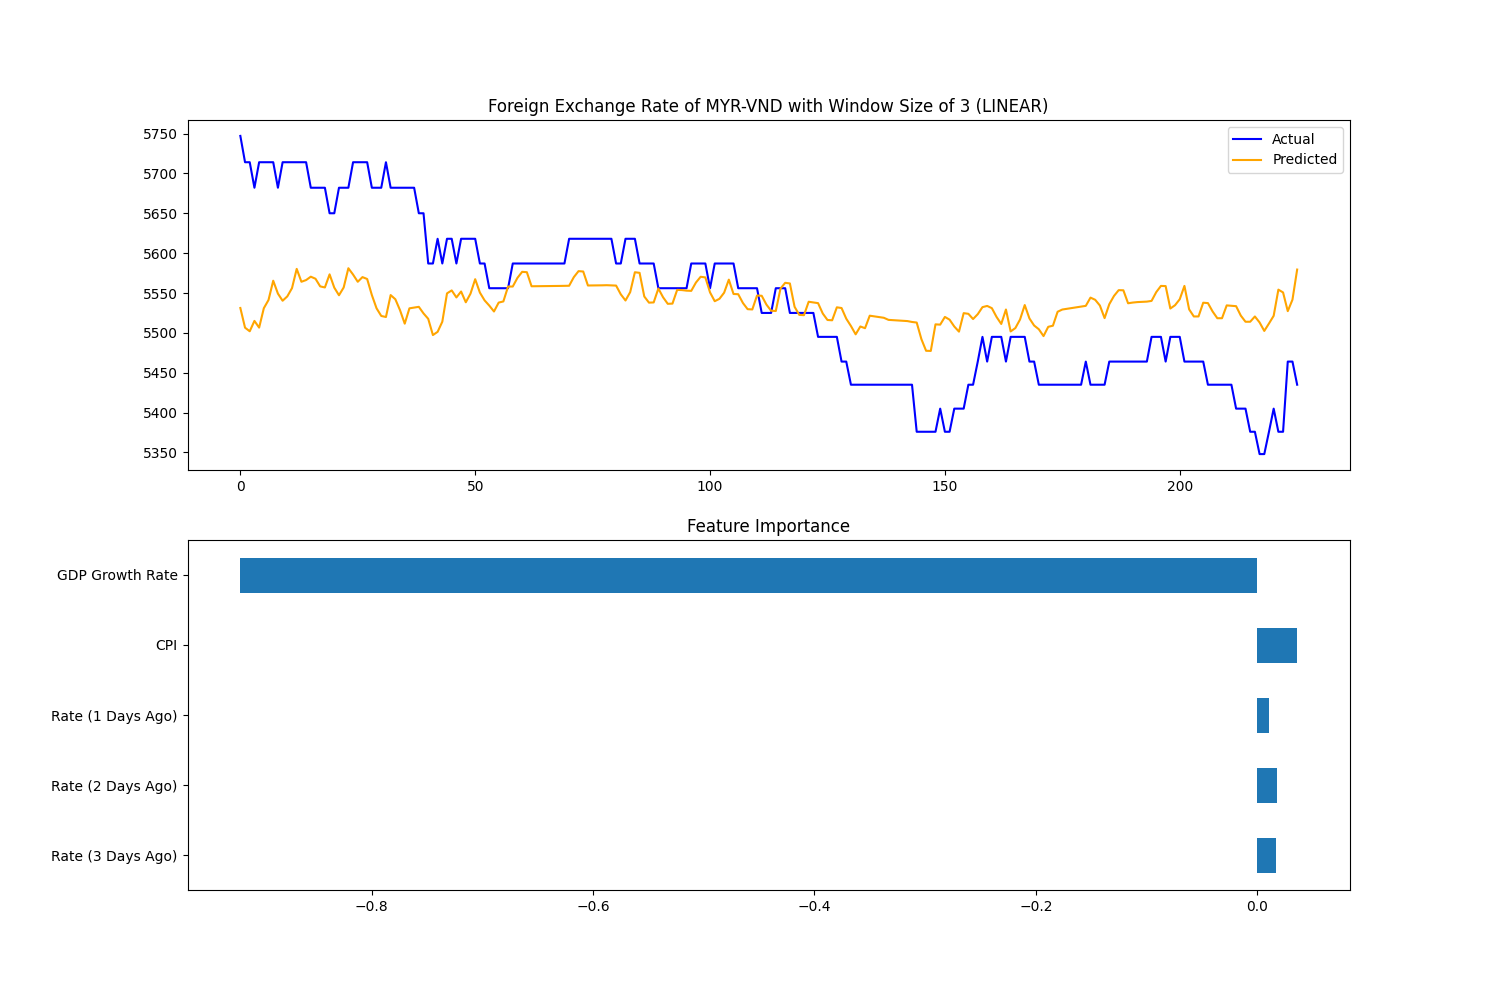 Foreign Exchange Rate of MYR-VND with Window Size of 3 (LINEAR)
5750
5700
5650
5600
5550
5500
5450
5400
5350
Actual
Predicted
0 50 100 150 200
Feature Importance
GDP Growth Rate
CPI
Rate (1 Days Ago)
Rate (2 Days Ago)
Rate (3 Days Ago)
−0.8 −0.6 −0.4 −0.2 0.0